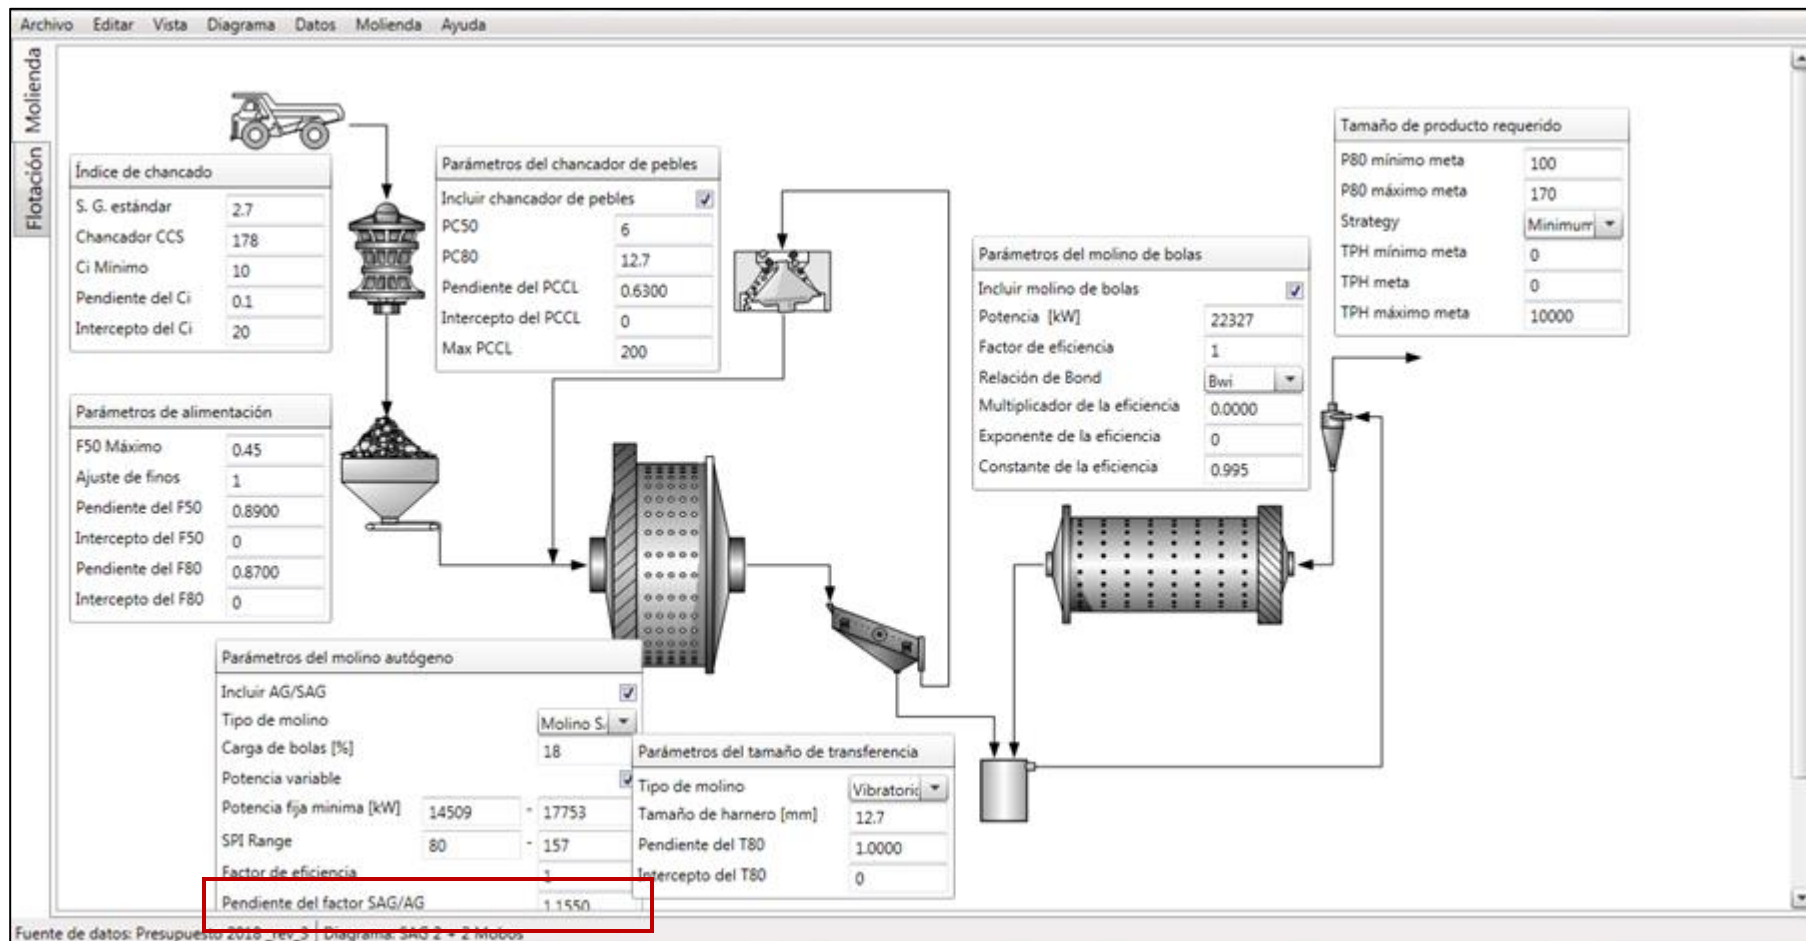 Archivo Editar Vista Diagrama Datos Molienda Ayuda
Molienda
Flotación
Índice de chancado
S. G. estándar 2.7
Chancador CCS 178
Ci Mínimo 10
Pendiente del Ci 0.1
Intercepto del Ci 20
Parámetros del chancador de pebles
Incluir chancador de pebles
PC50 6
PC80 12.7
Pendiente del PCCL 0.6300
Intercepto del PCCL 0
Max PCCL 200
Tamaño de producto requerido
P80 mínimo meta 100
P80 máximo meta 170
Strategy Minimum
TPH mínimo meta 0
TPH meta 0
TPH máximo meta 10000
Parámetros del molino de bolas
Incluir molino de bolas
Potencia [kW] 22327
Factor de eficiencia 1
Relación de Bond Bwi
Multiplicador de la eficiencia 0.0000
Exponente de la eficiencia 0
Constante de la eficiencia 0.995
Parámetros de alimentación
F50 Máximo 0.45
Ajuste de finos 1
Pendiente del F50 0.8900
Intercepto del F50 0
Pendiente del F80 0.8700
Intercepto del F80 0
Parámetros del molino autógeno
Incluir AG/SAG
Tipo de molino Molino S
Carga de bolas [%] 18
Potencia variable
Potencia fija minima [kW] 14509 - 17753
SPI Range 80 - 157
Factor de eficiencia 1
Pendiente del factor SAG/AG 1.1550
Parámetros del tamaño de transferencia
Tipo de molino Vibratorio
Tamaño de harnero [mm] 12.7
Pendiente del T80 1.0000
Intercepto del T80 0
Fuente de datos: Presupuesto 2018_rev_3 Diagrama: SAG 2 + 2 Mobos